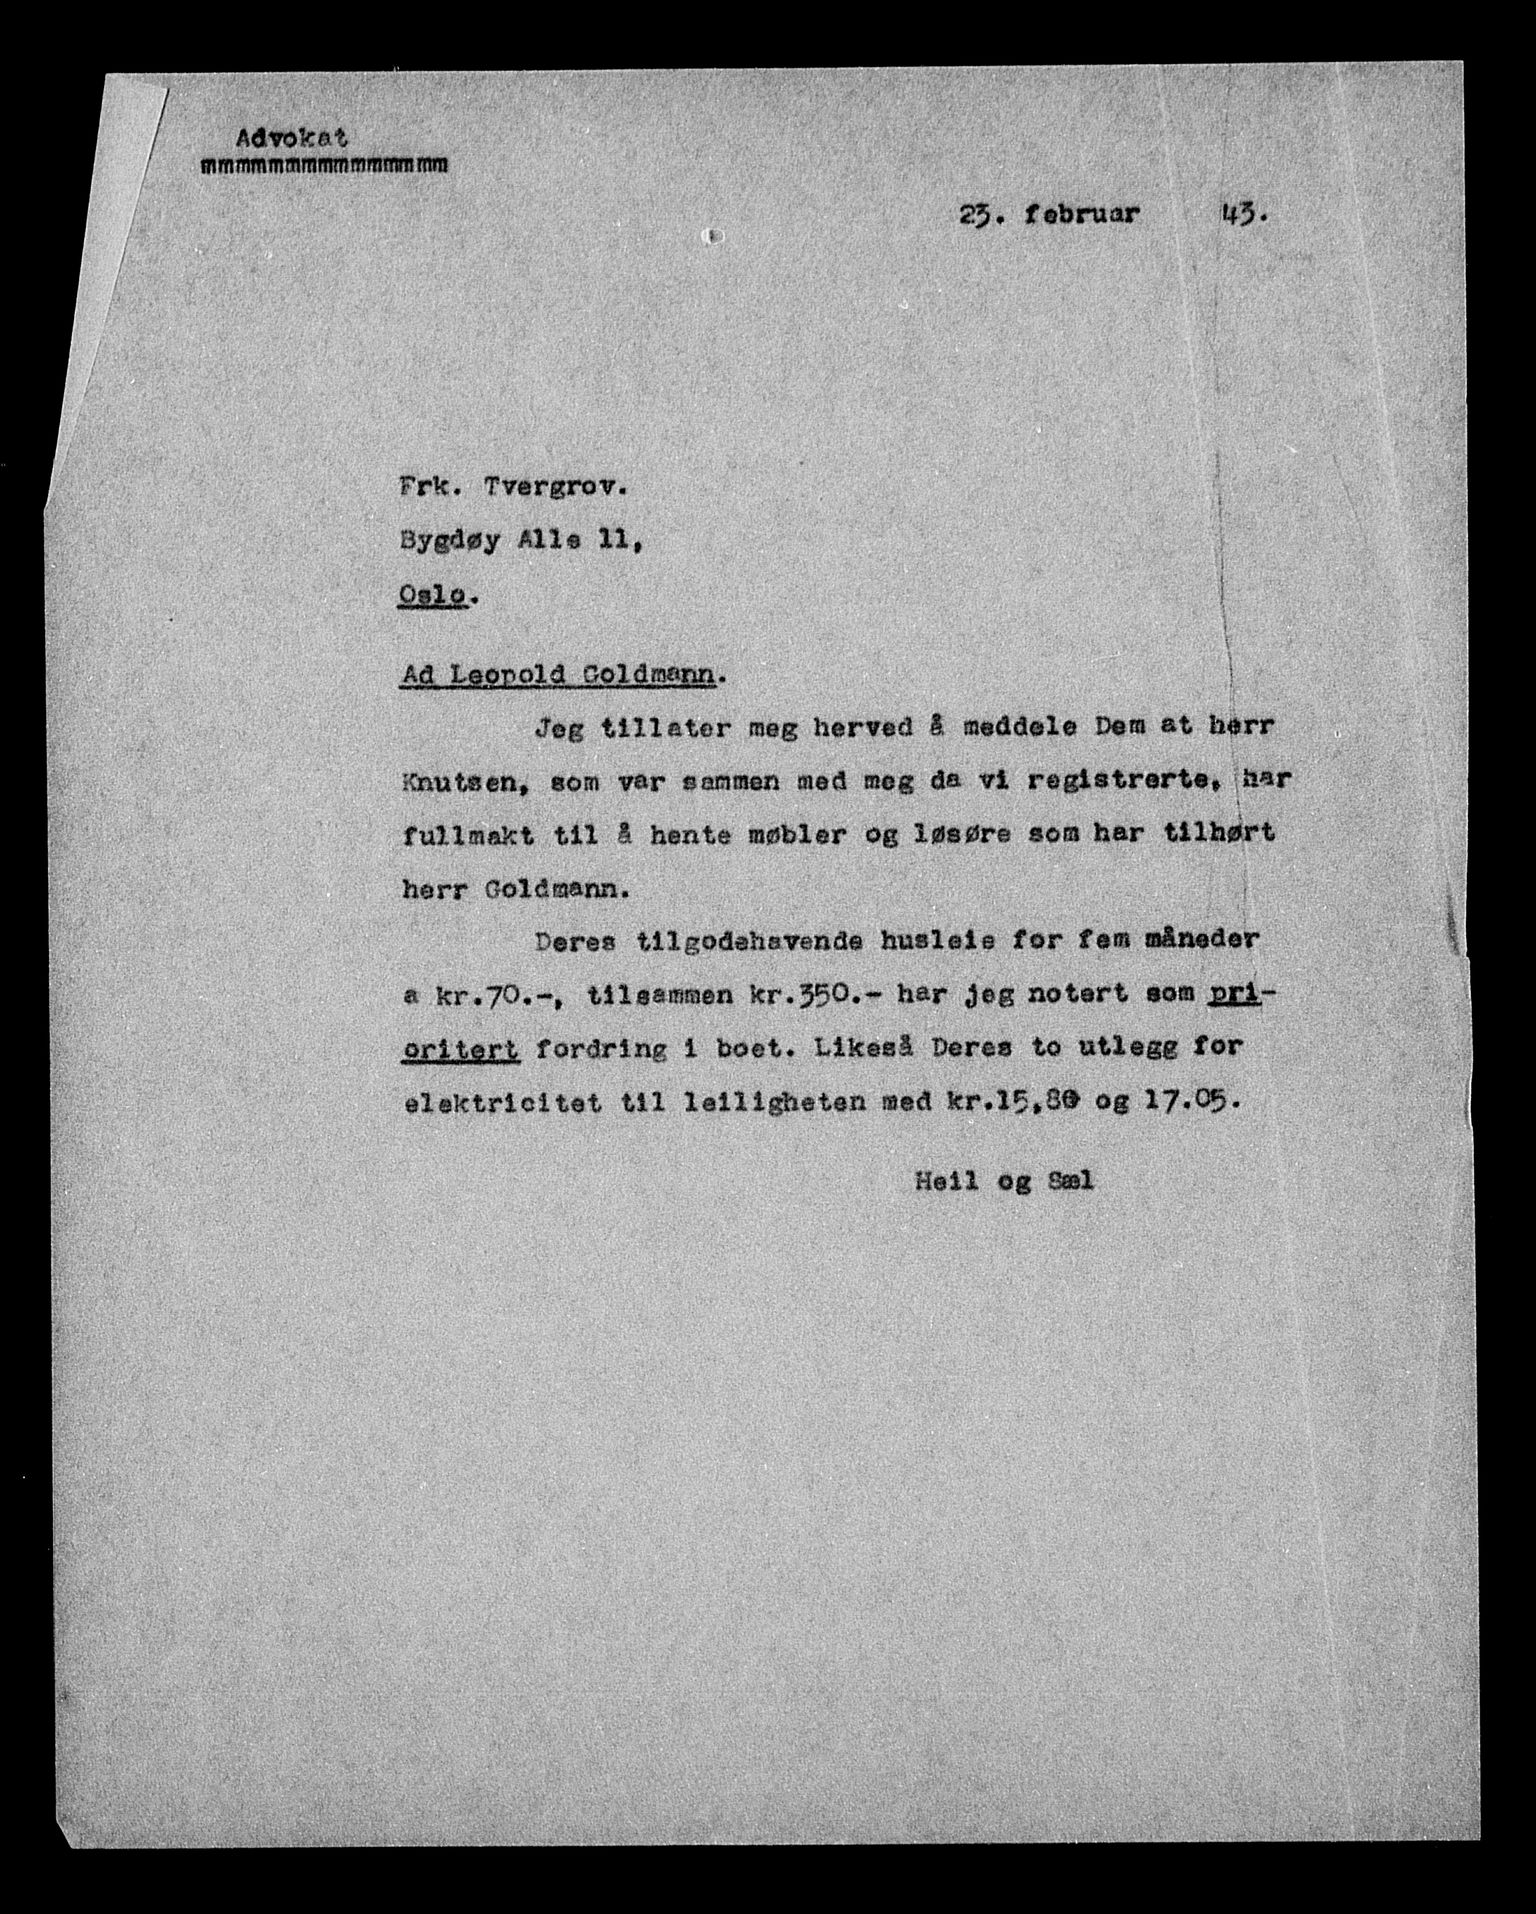 Advokat
mmmmmmmmmmmmmmm
23. februar 43.
Frk. Tvergrov.
Bygdøy Alle 11,
Oslo.
Ad Leopold Goldmann.
Jeg tillater meg herved å meddele Dem at herr
Knutsen, som var sammen med meg da vi registrerte, har
fullmakt til å hente møbler og løsøre som har tilhørt
herr Goldmann.
Deres tilgodehavende husleie for fem måneder
a kr.70.-, tilsammen kr.350.- har jeg notert som pri-
oritert fordring i boet. Likeså Deres to utlegg for
elektricitet til leiligheten med kr.15,80 og 17.05.
Heil og Sæl